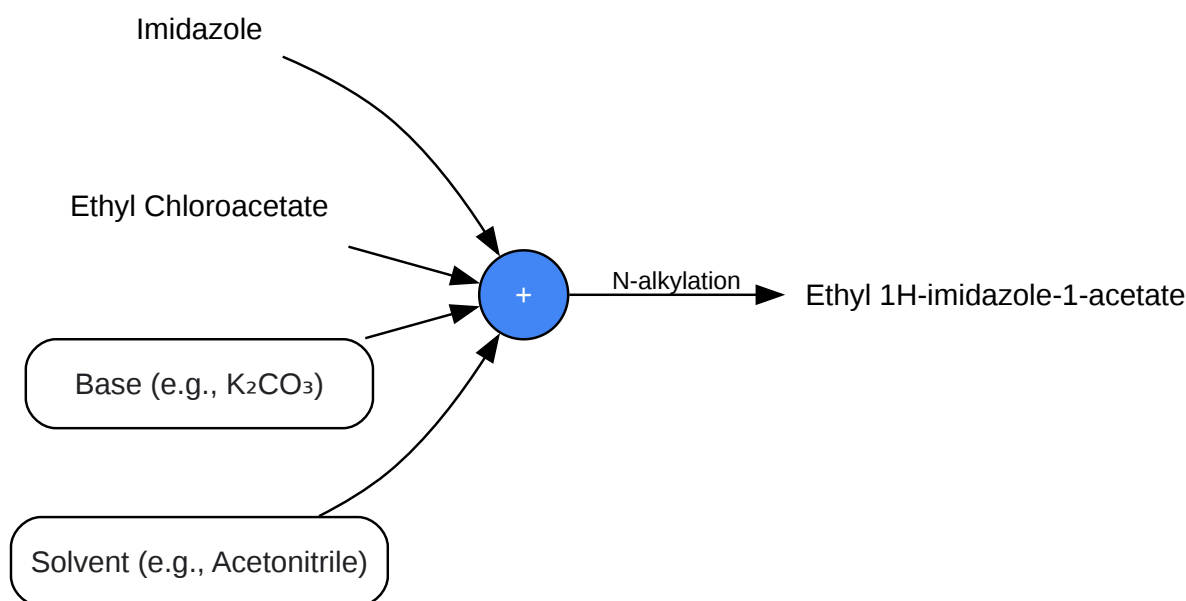 Imidazole
Ethyl Chloroacetate
+
N-alkylation
Ethyl 1H-imidazole-1-acetate
Base (e.g., K₂CO₃)
Solvent (e.g., Acetonitrile)